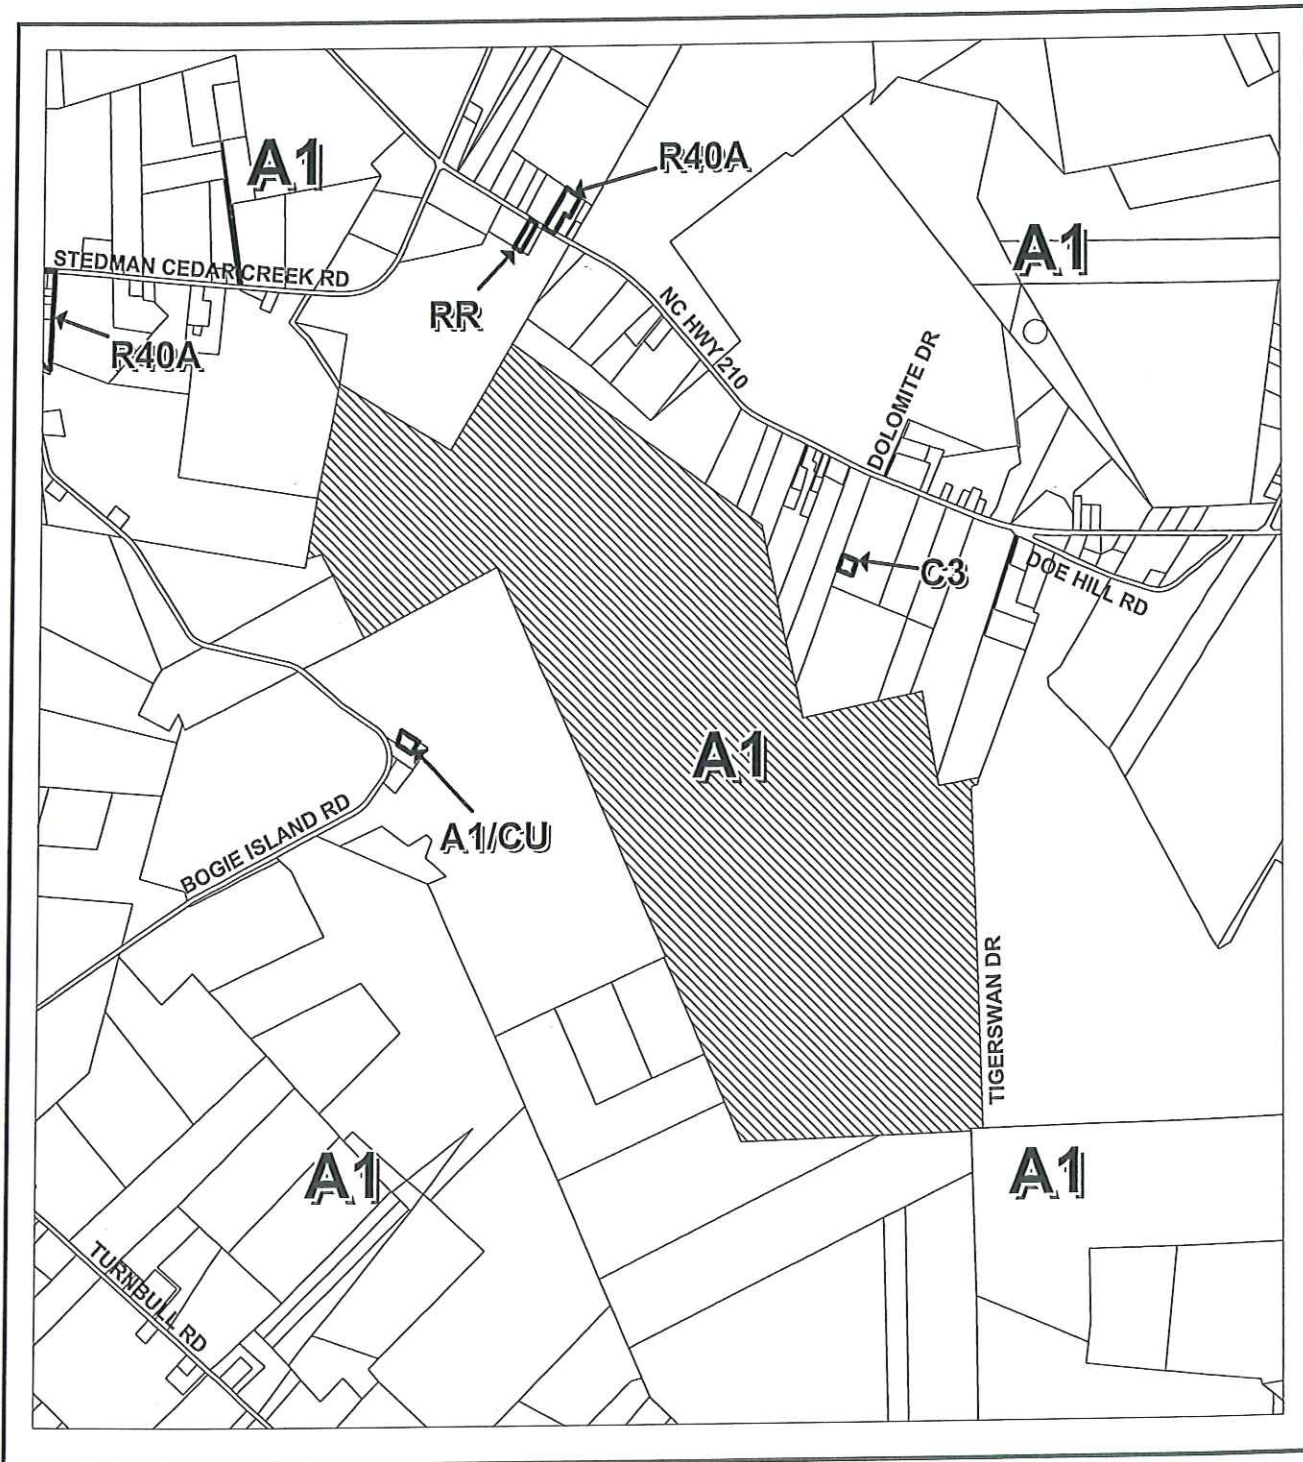 A1
R40A
A1
STEDMAN CEDAR CREEK RD
RR
NC HWY 210
R40A
DOLOMITE DR
C3
DOE HILL RD
A1
A1/CU
BOGIE ISLAND RD
TIGERSWAN DR
A1
A1
TURNBULL RD